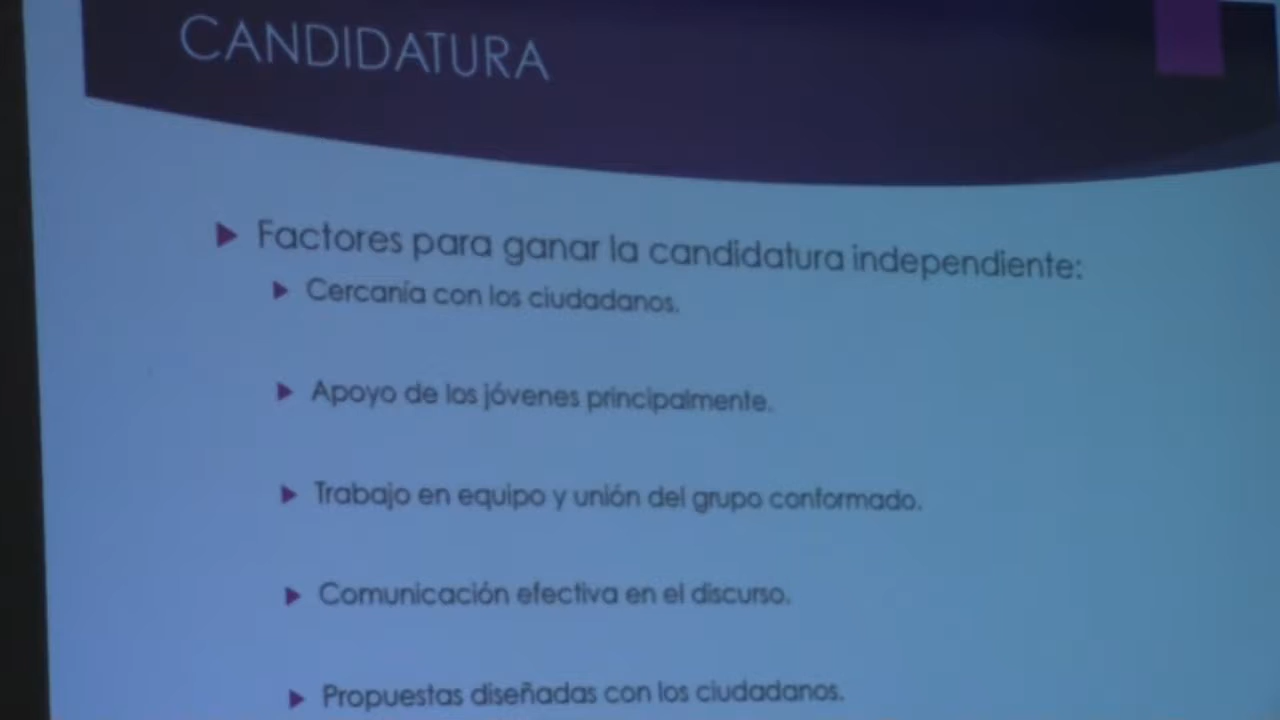 CANDIDATURA
Factores para ganar la candidatura independiente:
Cercanía con los ciudadanos.
Apoyo de los jóvenes principalmente.
Trabajo en equipo y unión del grupo conformado.
Comunicación efectiva en el discurso.
Propuestas diseñadas con los ciudadanos.